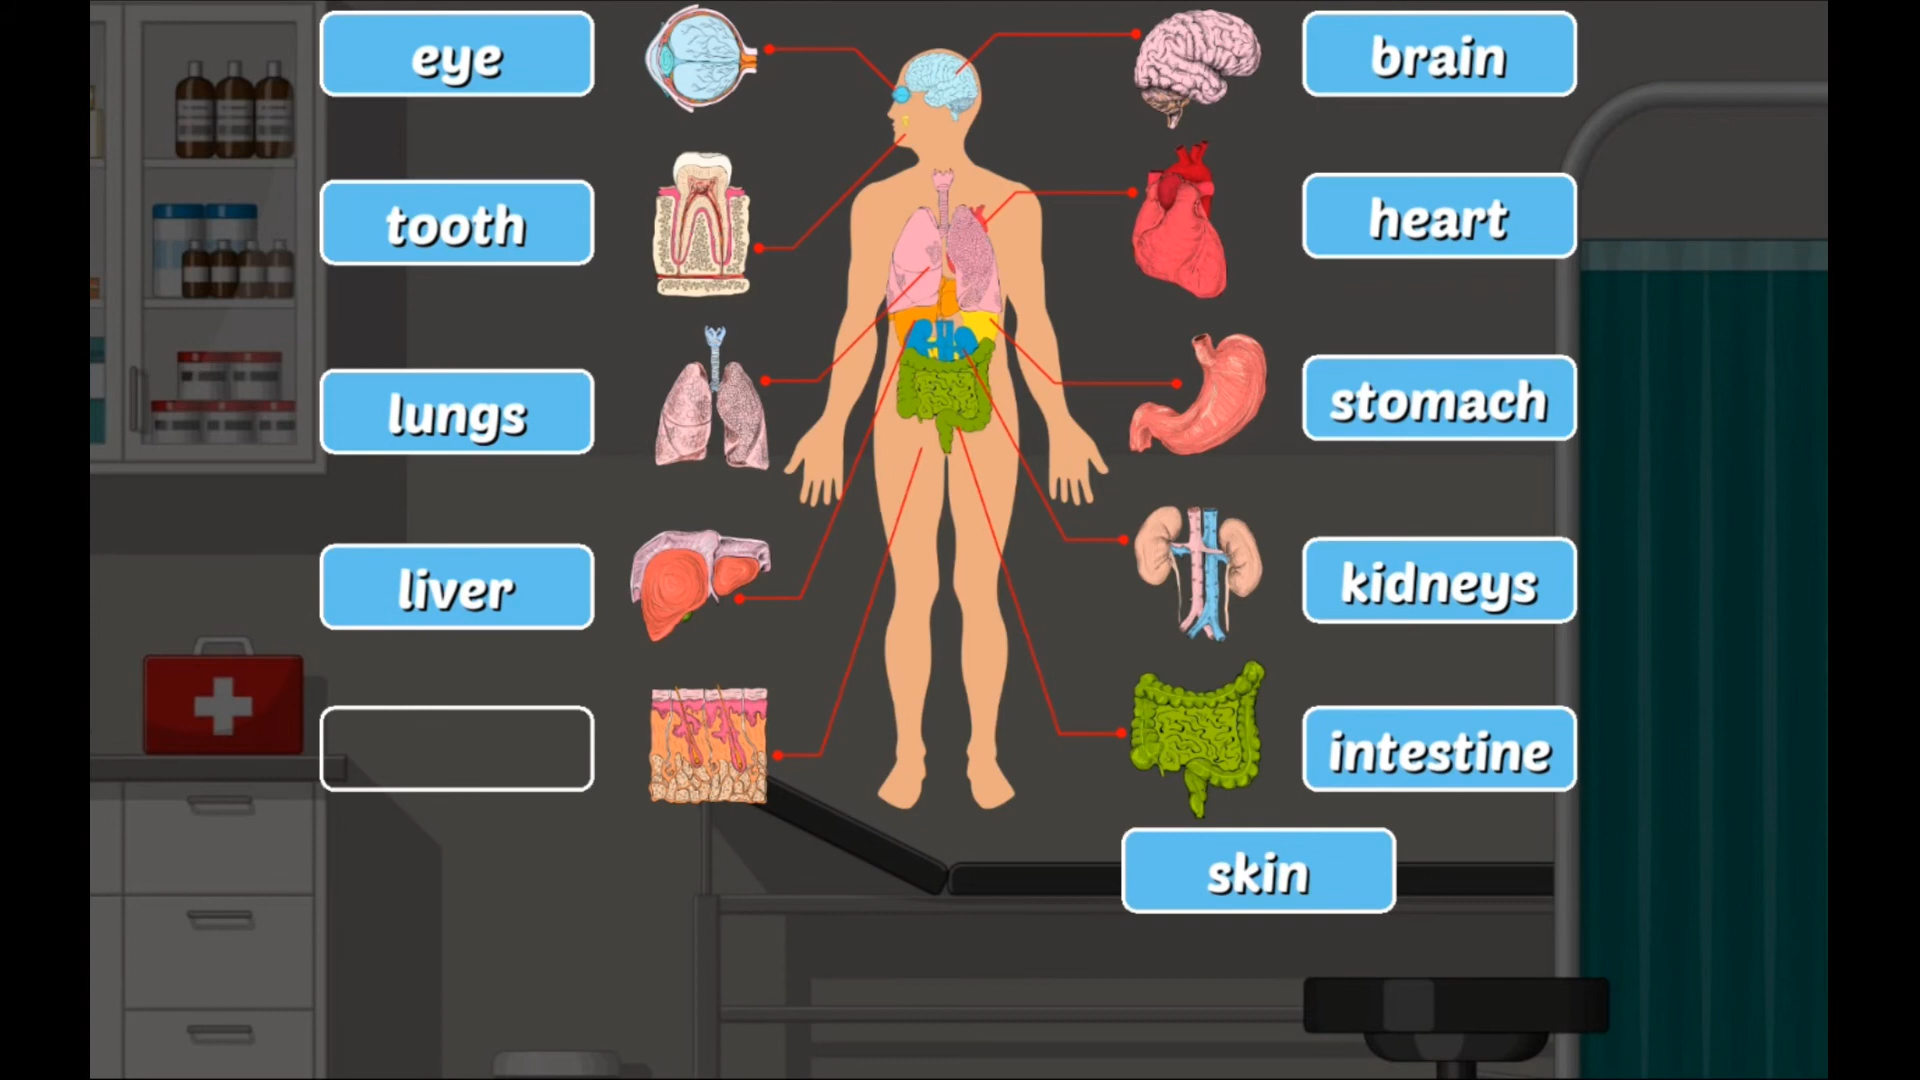 eye
brain
tooth
heart
lungs
stomach
liver
kidneys
intestine
skin